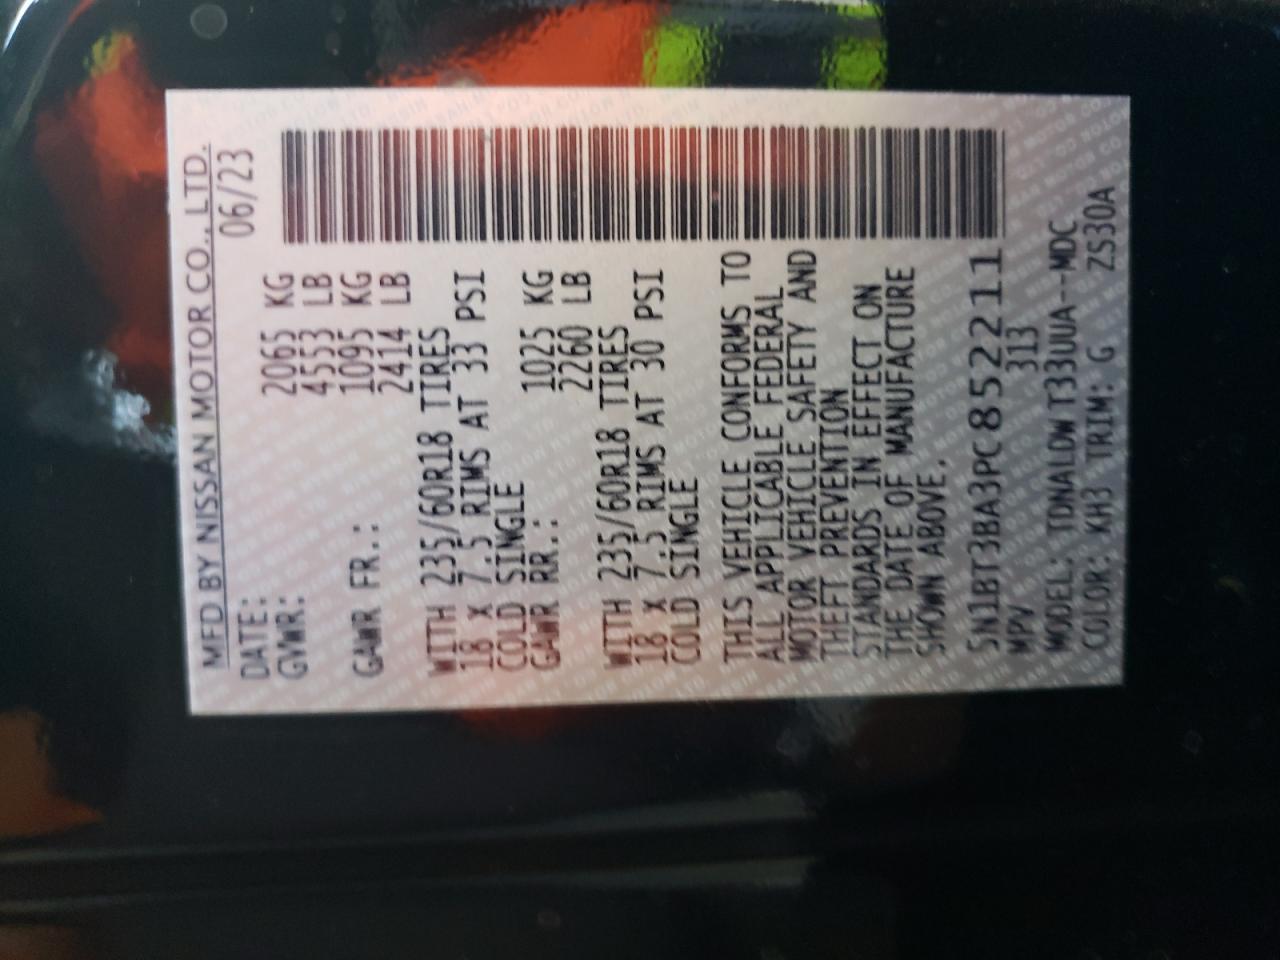 MFD BY NISSAN MOTOR CO., LTD.
DATE: 06/23
GVWR: 2065 KG
4553 LB
GAWR FR.: 1095 KG
2414 LB
WITH 235/60R18 TIRES
18 X 7.5 RIMS AT 33 PSI
COLD SINGLE
GAWR RR.: 1025 KG
2260 LB
WITH 235/60R18 TIRES
18 X 7.5 RIMS AT 30 PSI
COLD SINGLE
THIS VEHICLE CONFORMS TO
ALL APPLICABLE FEDERAL
MOTOR VEHICLE SAFETY AND
THEFT PREVENTION
STANDARDS IN EFFECT ON
THE DATE OF MANUFACTURE
SHOWN ABOVE.
5N1BT3BA3PC852211
MPV 313
MODEL: TDNALDW T33UUA--MDC
COLOR: KH3 TRIM: G ZS30A